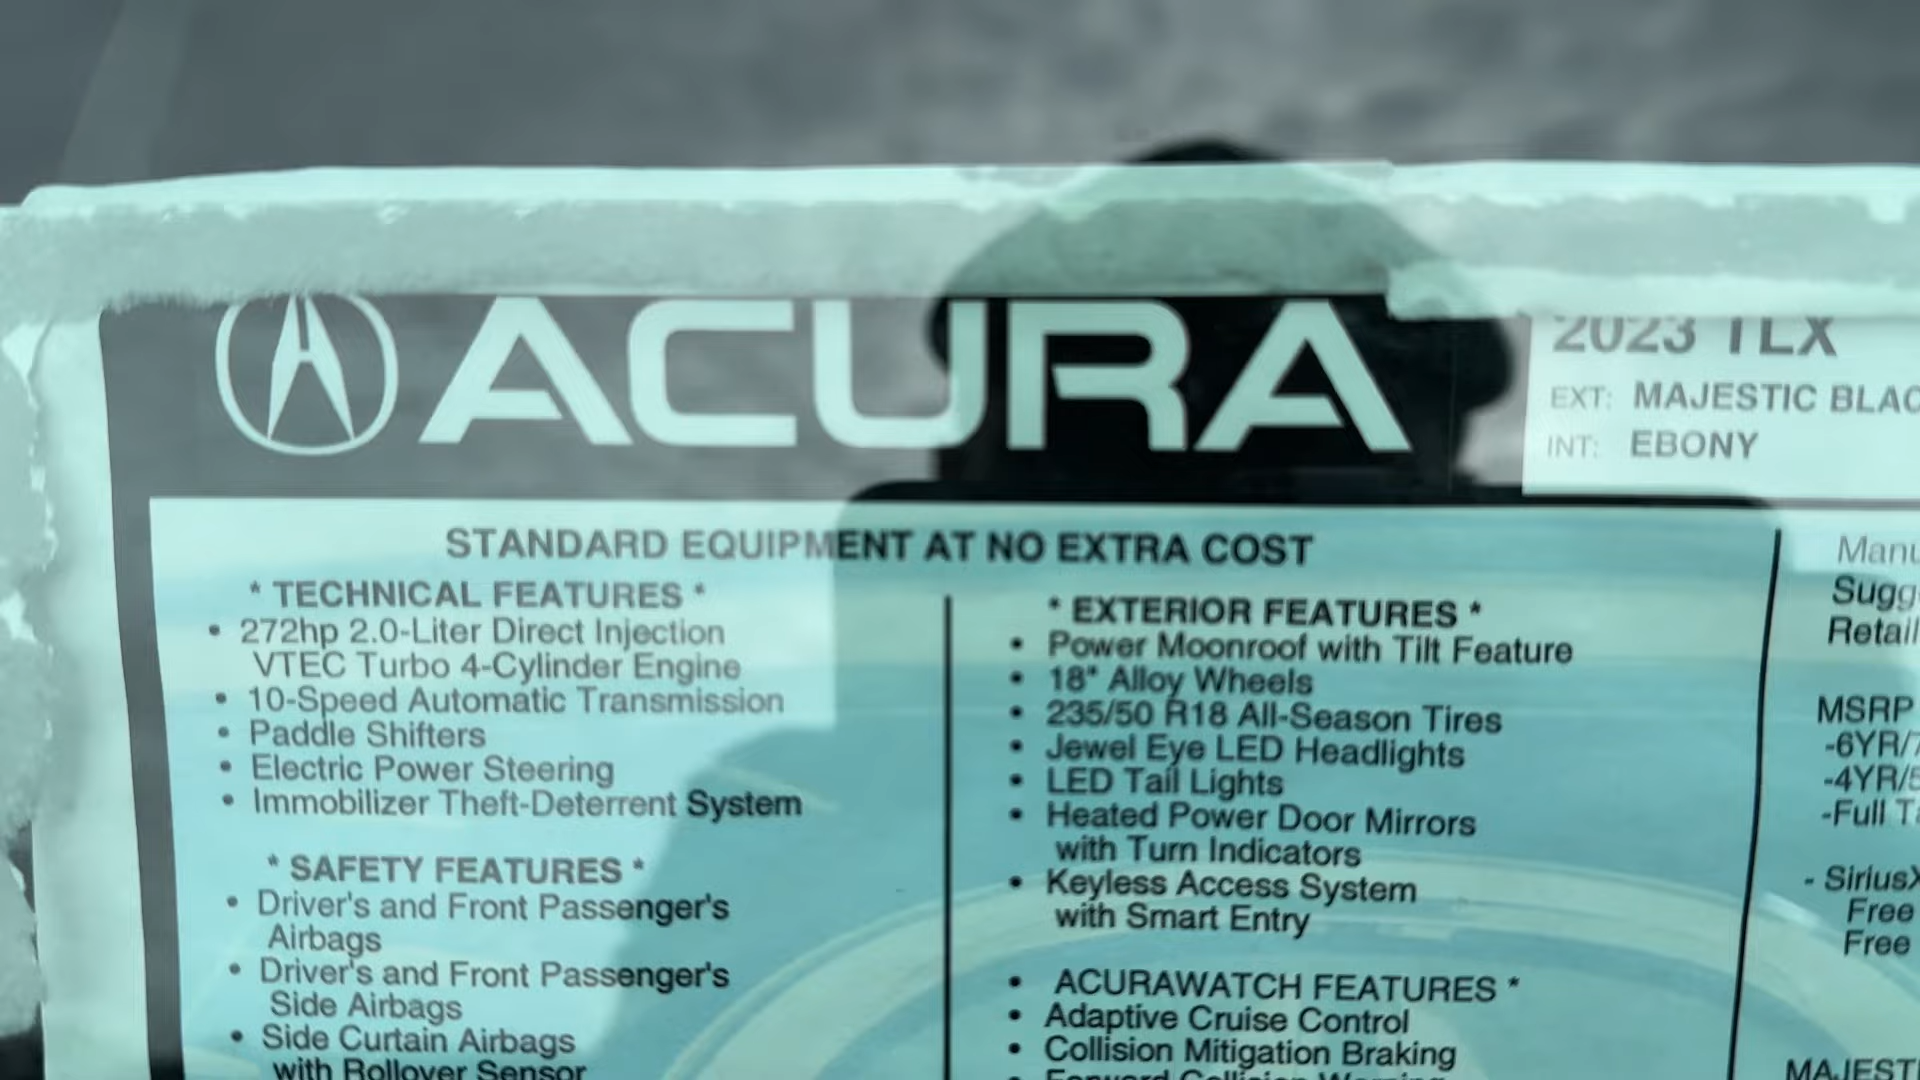 ACURA
2023 TLX
EXT: MAJESTIC BLAC
INT: EBONY
STANDARD EQUIPMENT AT NO EXTRA COST
* TECHNICAL FEATURES *
• 272hp 2.0-Liter Direct Injection
VTEC Turbo 4-Cylinder Engine
• 10-Speed Automatic Transmission
• Paddle Shifters
• Electric Power Steering
• Immobilizer Theft-Deterrent System
* SAFETY FEATURES *
• Driver's and Front Passenger's
Airbags
• Driver's and Front Passenger's
Side Airbags
• Side Curtain Airbags
with Rollover Sensor
* EXTERIOR FEATURES *
• Power Moonroof with Tilt Feature
• 18" Alloy Wheels
• 235/50 R18 All-Season Tires
• Jewel Eye LED Headlights
• LED Tail Lights
• Heated Power Door Mirrors
with Turn Indicators
• Keyless Access System
with Smart Entry
• ACURAWATCH FEATURES *
• Adaptive Cruise Control
• Collision Mitigation Braking
• Forward Collision Warning
Manu
Sugg
Retail
MSRP
-6YR/7
-4YR/5
-Full T
- SiriusX
Free
Free
MAJEST